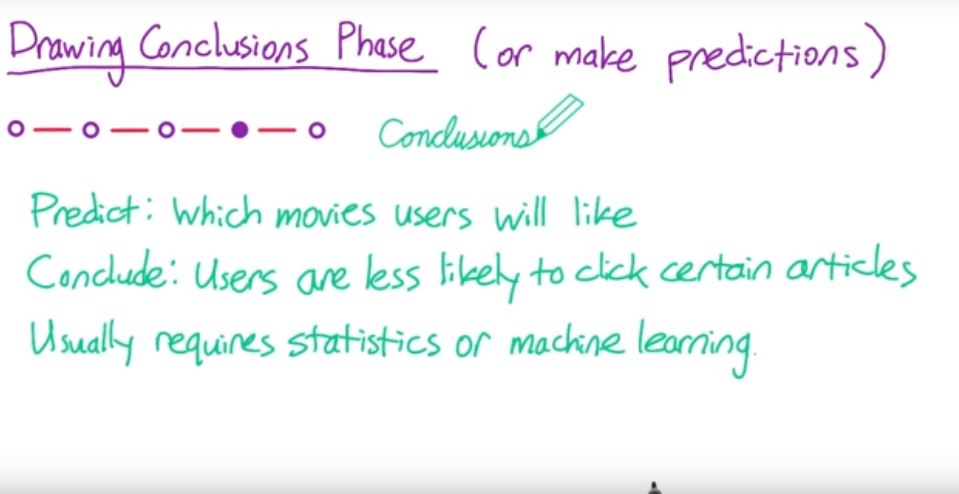 Drawing Conclusions Phase (or make predictions)
Conclusions
Predict: Which movies users will like
Conclude: Users are less likely to click certain articles
Usually requires statistics or machine learning.